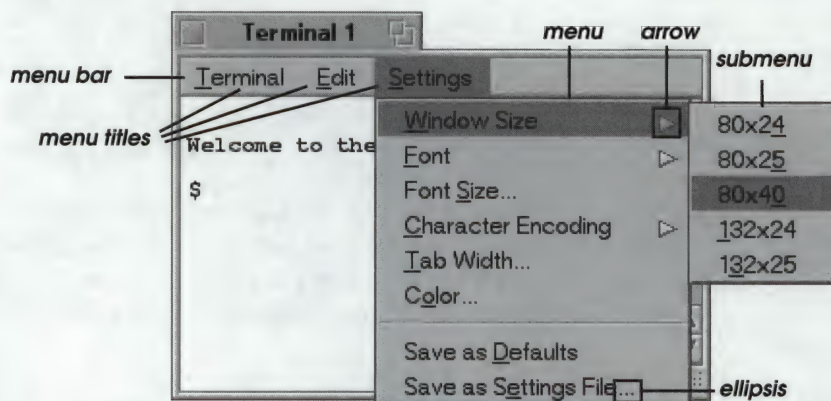 Terminal 1
menu
arrow
submenu
menu bar
Terminal Edit Settings
menu titles
Welcome to the
$
Window Size
Font
Font Size...
Character Encoding
Tab Width...
Color...
Save as Defaults
Save as Settings File...
80x24
80x25
80x40
132x24
132x25
ellipsis